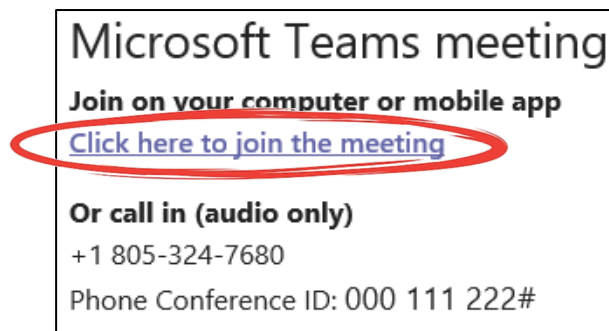 Microsoft Teams meeting
Join on your computer or mobile app
Click here to join the meeting
Or call in (audio only)
+1 805-324-7680
Phone Conference ID: 000 111 222#